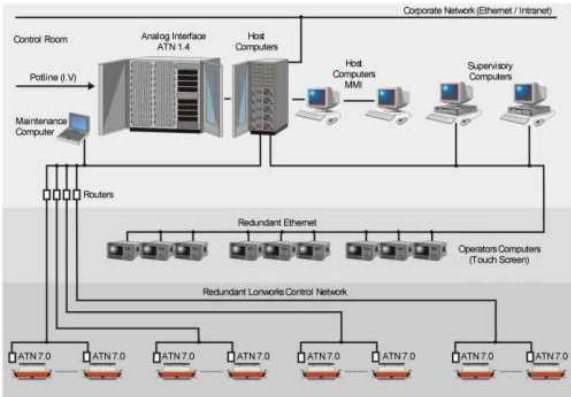 Corporate Network (Ethernet / Intranet)
Control Room
Analog Interface
ATN 1.4
Host
Computers
Potline (I.V)
Host
Computers
MMI
Supervisory
Computers
Maintenance
Computer
Routers
Redundant Ethernet
Operators Computers
(Touch Screen)
Redundant Lonworks Control Network
ATN 7.0
ATN 7.0
ATN 7.0
ATN 7.0
ATN 7.0
ATN 7.0
ATN 7.0
ATN 7.0